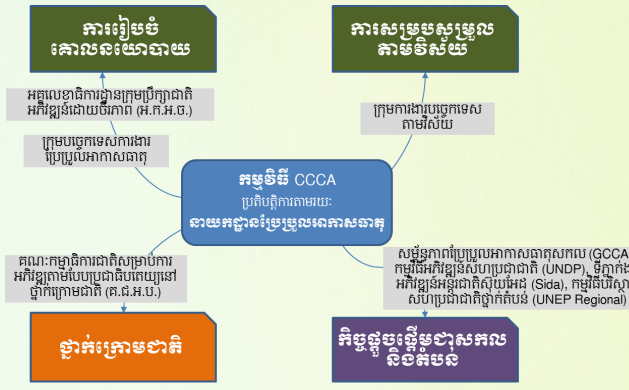 ការរៀបចំ
គោលនយោបាយ
ការសម្របសម្រួល
តាមវិស័យ
អគ្គលេខាធិការដ្ឋានក្រុមប្រឹក្សាជាតិ
អភិវឌ្ឍន៍ដោយចីរភាព (អ.ក.អ.ច.)
ក្រុមបច្ចេកទេសការងារ
ប្រែប្រួលអាកាសធាតុ
ក្រុមការងារបច្ចេកទេស
តាមវិស័យ
កម្មវិធី CCCA
ប្រតិបត្តិការតាមរយៈ
នាយកដ្ឋានប្រែប្រួលអាកាសធាតុ
គណៈកម្មាធិការជាតិសម្រាប់ការ
អភិវឌ្ឍតាមបែបប្រជាធិបតេយ្យនៅ
ថ្នាក់ក្រោមជាតិ (គ.ជ.អ.ប.)
សម្ព័ន្ធភាពប្រែប្រួលអាកាសធាតុសកល (GCCA
កម្មវិធីអភិវឌ្ឍន៍សហប្រជាជាតិ (UNDP), ទីភ្នាក់ងា
អភិវឌ្ឍន៍អន្តរជាតិស៊ុយអែដ (Sida), កម្មវិធីបរិស្ថា
សហប្រជាជាតិថ្នាក់តំបន់ (UNEP Regional)
ថ្នាក់ក្រោមជាតិ
កិច្ចផ្តួចផ្តើមជាសកល
និងតំបន់